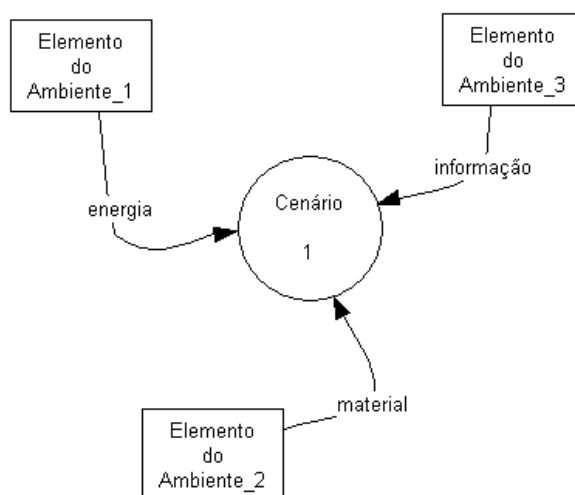 Elemento
do
Ambiente_1
Elemento
do
Ambiente_3
energia
informação
Cenário
1
material
Elemento
do
Ambiente_2